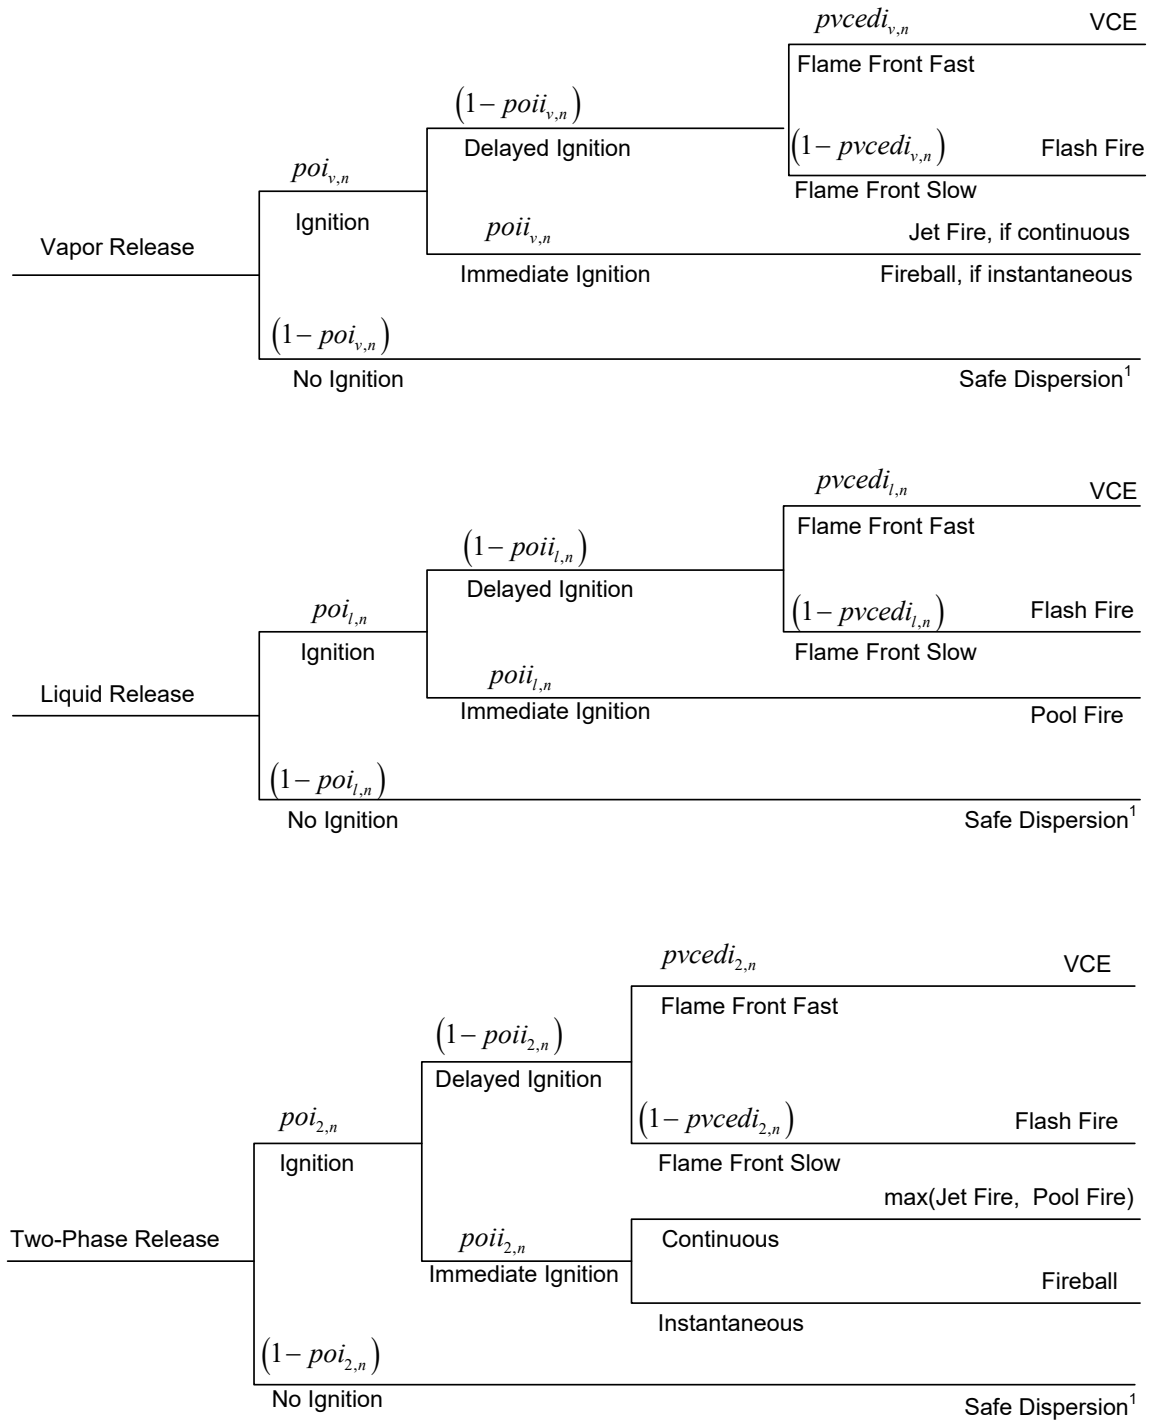 pvcedi_{v,n} VCE
Flame Front Fast
(1 − poii_{v,n})
Delayed Ignition
(1 − pvcedi_{v,n}) Flash Fire
Flame Front Slow
poi_{v,n}
Ignition
poii_{v,n} Jet Fire, if continuous
Immediate Ignition Fireball, if instantaneous
Vapor Release
(1 − poi_{v,n})
No Ignition Safe Dispersion¹
pvcedi_{l,n} VCE
Flame Front Fast
(1 − poii_{l,n})
Delayed Ignition
(1 − pvcedi_{l,n}) Flash Fire
Flame Front Slow
poi_{l,n}
Ignition
poii_{l,n}
Immediate Ignition Pool Fire
Liquid Release
(1 − poi_{l,n})
No Ignition Safe Dispersion¹
pvcedi_{2,n} VCE
Flame Front Fast
(1 − poii_{2,n})
Delayed Ignition
(1 − pvcedi_{2,n}) Flash Fire
Flame Front Slow
poi_{2,n}
Ignition
max(Jet Fire, Pool Fire)
Two-Phase Release
poii_{2,n} Continuous
Immediate Ignition Fireball
Instantaneous
(1 − poi_{2,n})
No Ignition Safe Dispersion¹